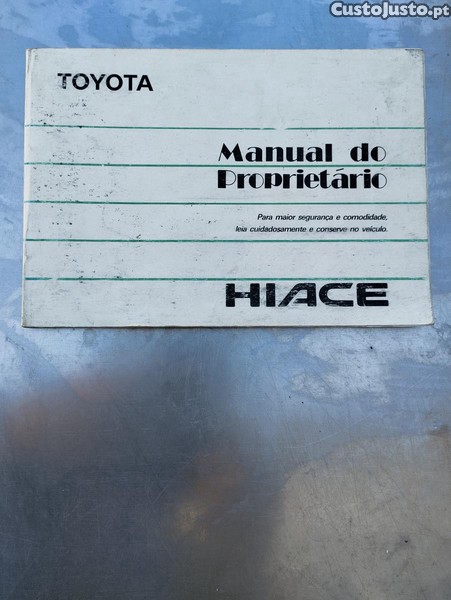 CustoJusto.pt
TOYOTA
Manual do
Proprietário
Para maior segurança e comodidade,
leia cuidadosamente e conserve no veículo.
HIACE